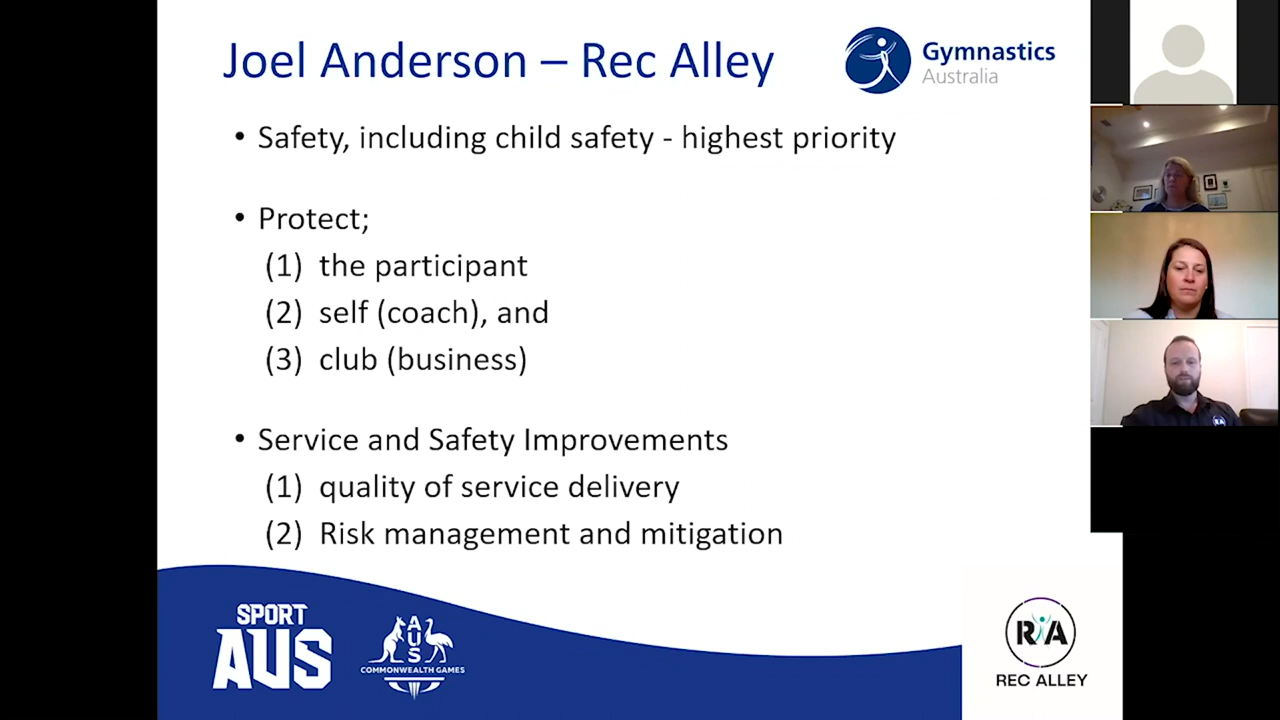 Joel Anderson – Rec Alley
Gymnastics
Australia
• Safety, including child safety - highest priority
• Protect;
(1) the participant
(2) self (coach), and
(3) club (business)
• Service and Safety Improvements
(1) quality of service delivery
(2) Risk management and mitigation
SPORT
AUS
AUS
COMMONWEALTH GAMES
RA
REC ALLEY
RA